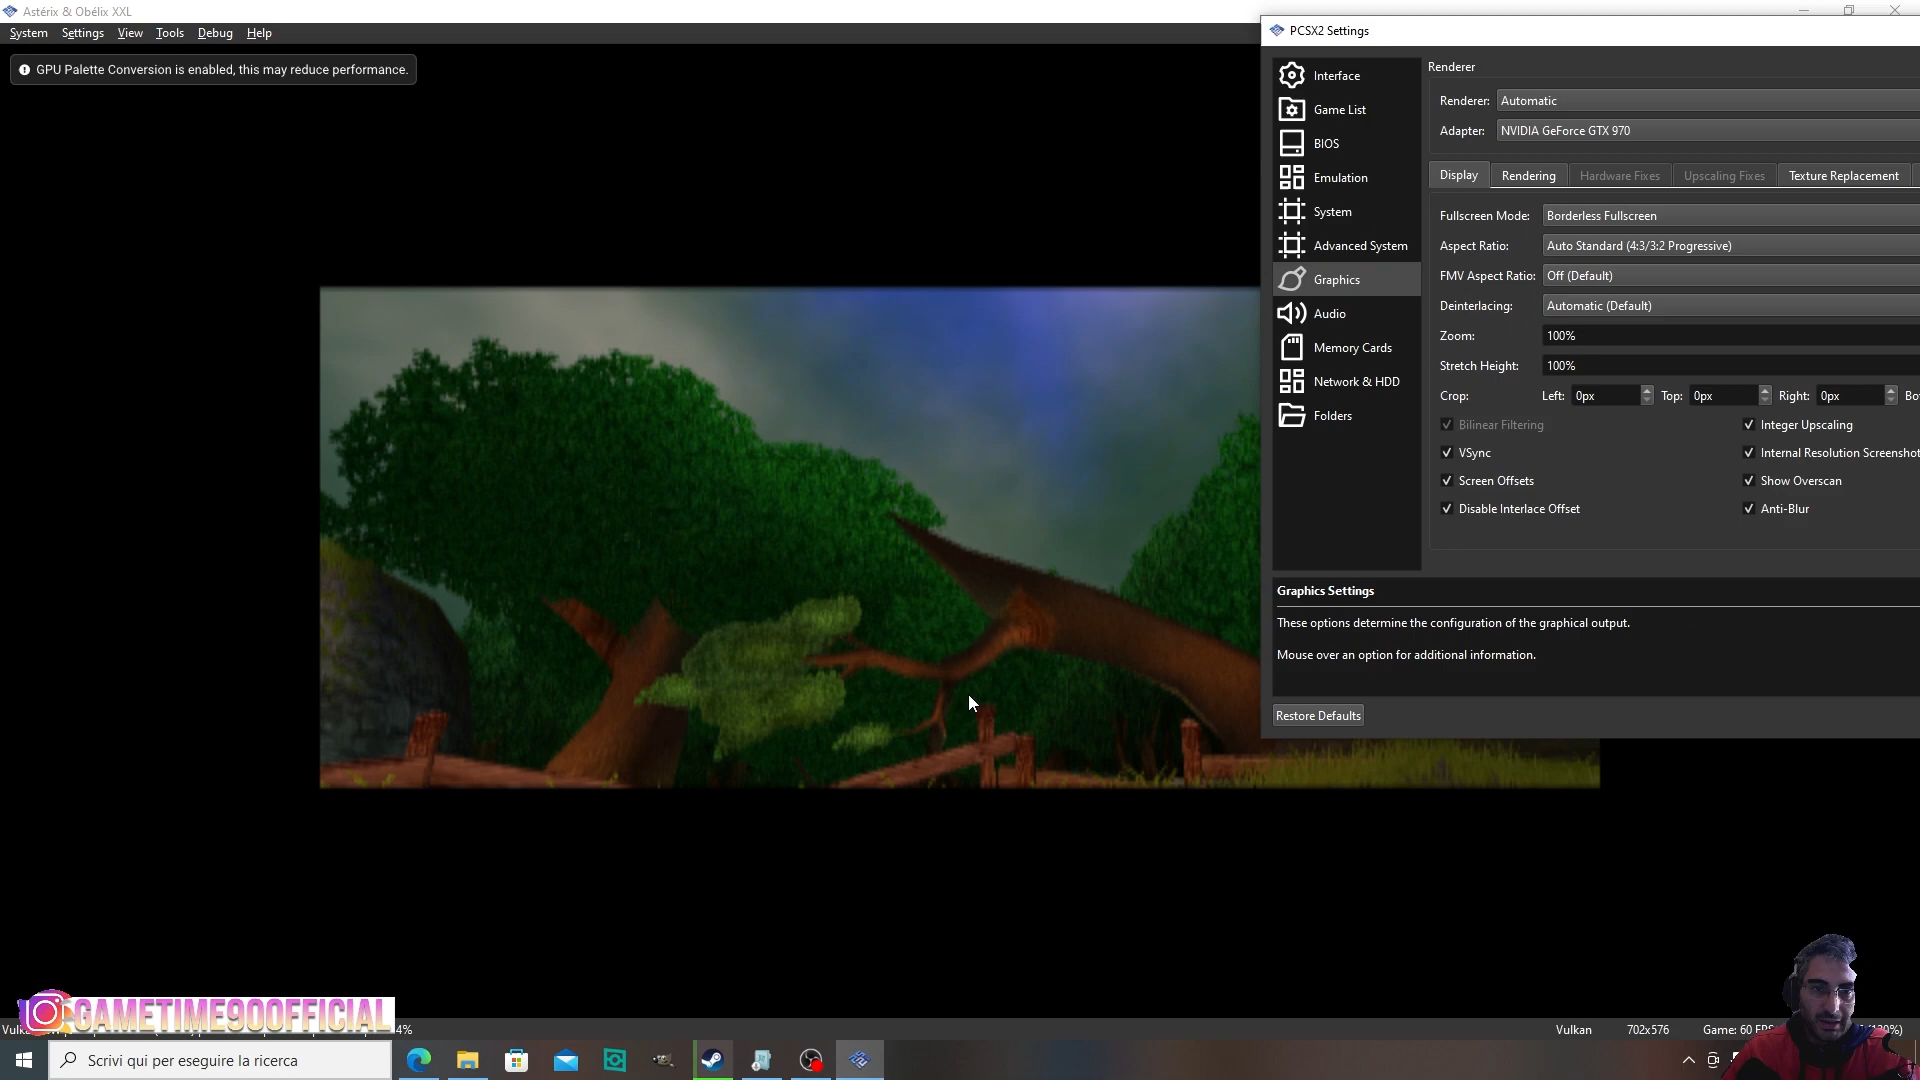 Astérix & Obélix XXL
System Settings View Tools Debug Help
GPU Palette Conversion is enabled, this may reduce performance.
PCSX2 Settings
Interface
Game List
BIOS
Emulation
System
Advanced System
Graphics
Audio
Memory Cards
Network & HDD
Folders
Renderer
Renderer: Automatic
Adapter: NVIDIA GeForce GTX 970
Display Rendering Hardware Fixes Upscaling Fixes Texture Replacement
Fullscreen Mode: Borderless Fullscreen
Aspect Ratio: Auto Standard (4:3/3:2 Progressive)
FMV Aspect Ratio: Off (Default)
Deinterlacing: Automatic (Default)
Zoom: 100%
Stretch Height: 100%
Crop: Left: 0px Top: 0px Right: 0px
Bilinear Filtering Integer Upscaling
VSync Internal Resolution Screenshot
Screen Offsets Show Overscan
Disable Interlace Offset Anti-Blur
Graphics Settings
These options determine the configuration of the graphical output.
Mouse over an option for additional information.
Restore Defaults
GAMETIME900FFICIAL
4% Vulkan 702x576 Game: 60 FPS
Scrivi qui per eseguire la ricerca